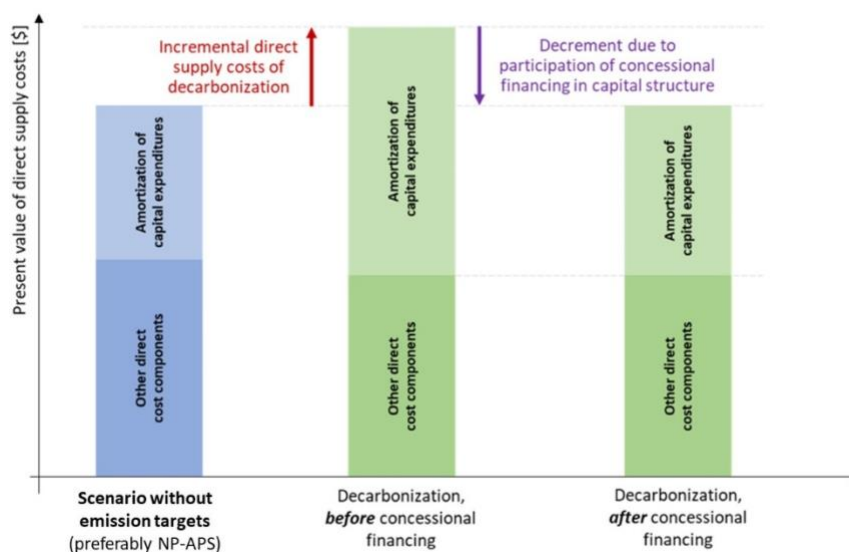 Present value of direct supply costs [$]
Incremental direct
supply costs of
decarbonization
Decrement due to
participation of concessional
financing in capital structure
Amortization of
capital expenditures
Other direct
cost components
Amortization of
capital expenditures
Other direct
cost components
Amortization of
capital expenditures
Other direct
cost components
Scenario without
emission targets
(preferably NP-APS)
Decarbonization,
before concessional
financing
Decarbonization,
after concessional
financing